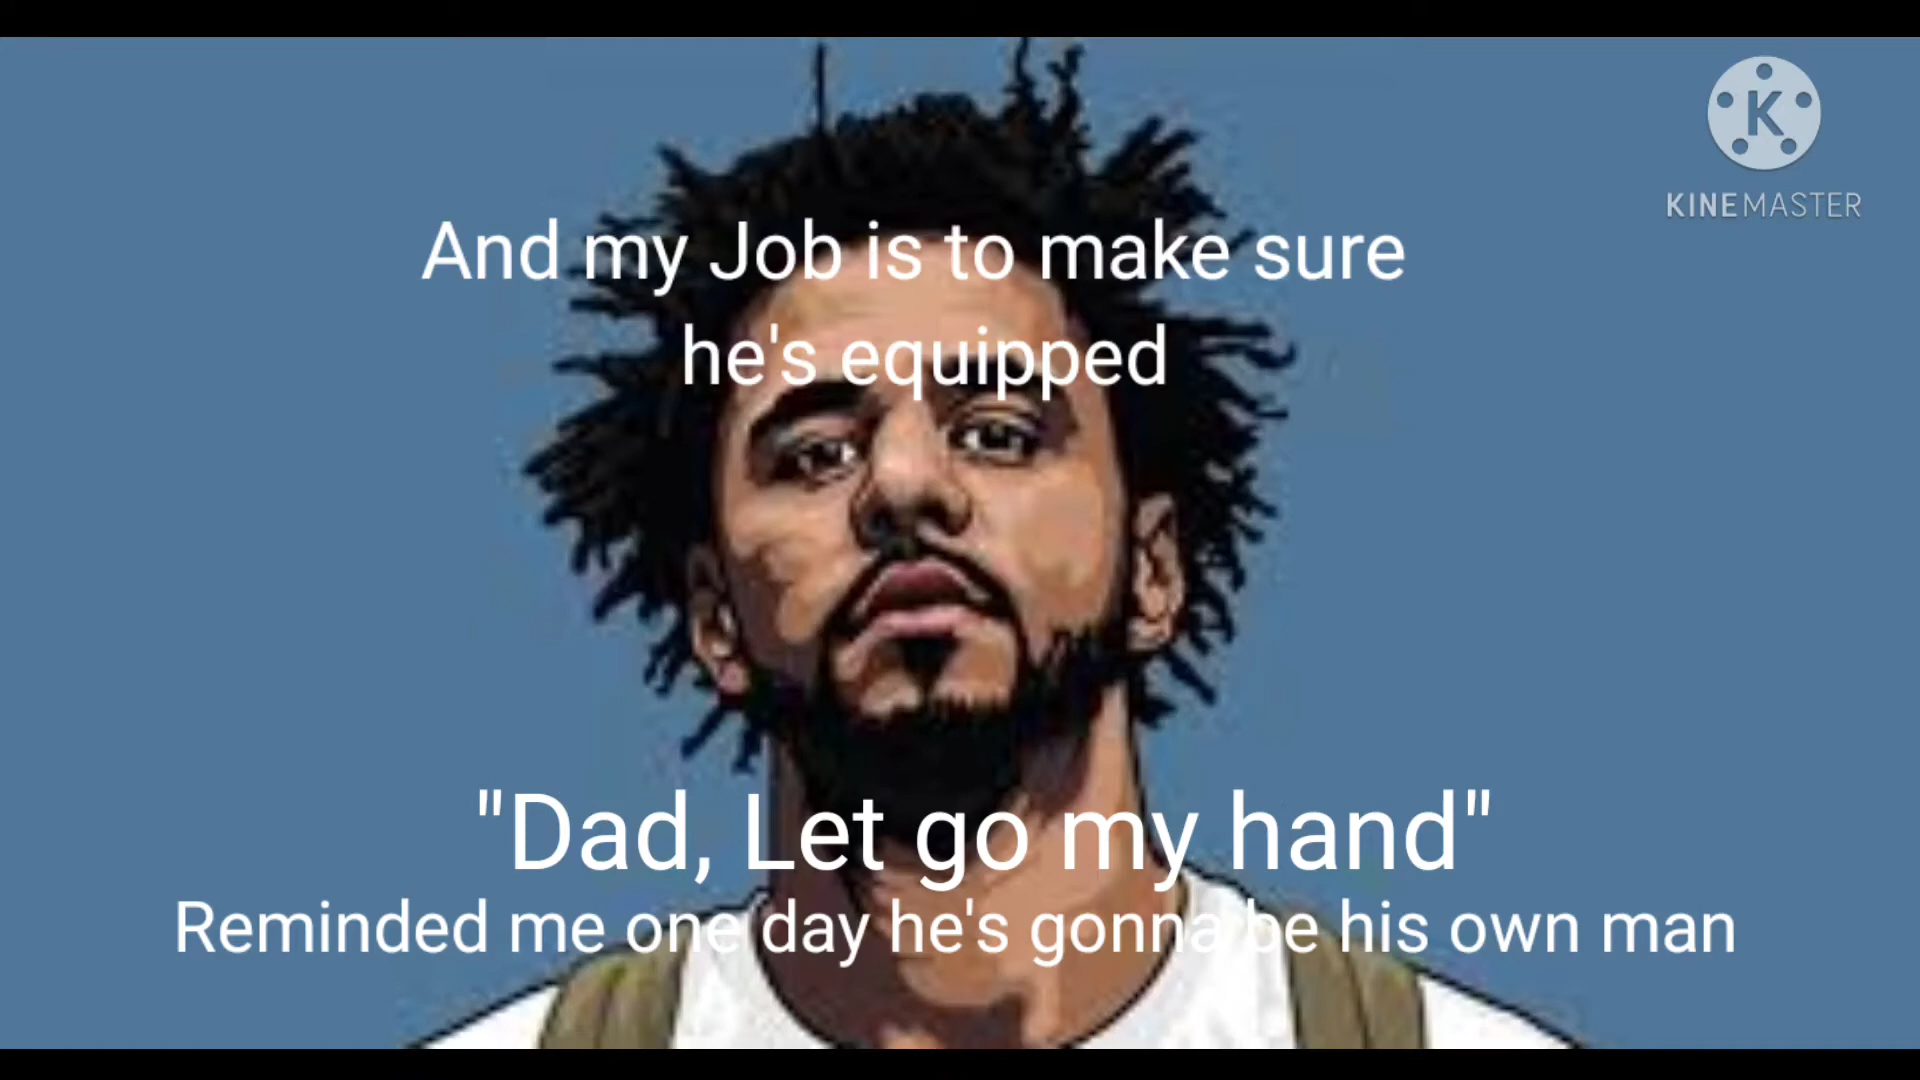 K
KINEMASTER
And my Job is to make sure
he's equipped
"Dad, Let go my hand"
Reminded me one day he's gonna be his own man